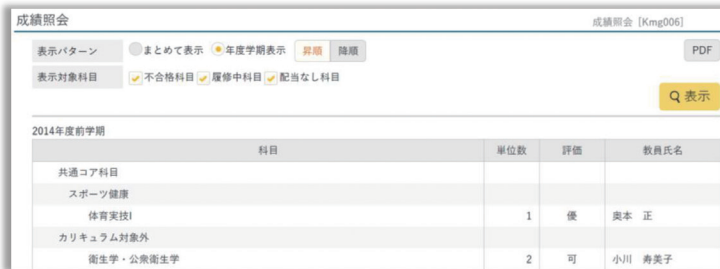 成績照会
成績照会 [Kmg006]
表示パターン まとめて表示 年度学期表示 昇順 降順 PDF
表示対象科目 不合格科目 履修中科目 配当なし科目
表示
2014年度前学期
科目 単位数 評価 教員氏名
共通コア科目
スポーツ健康
体育実技I 1 優 奥本 正
カリキュラム対象外
衛生学・公衆衛生学 2 可 小川 寿美子